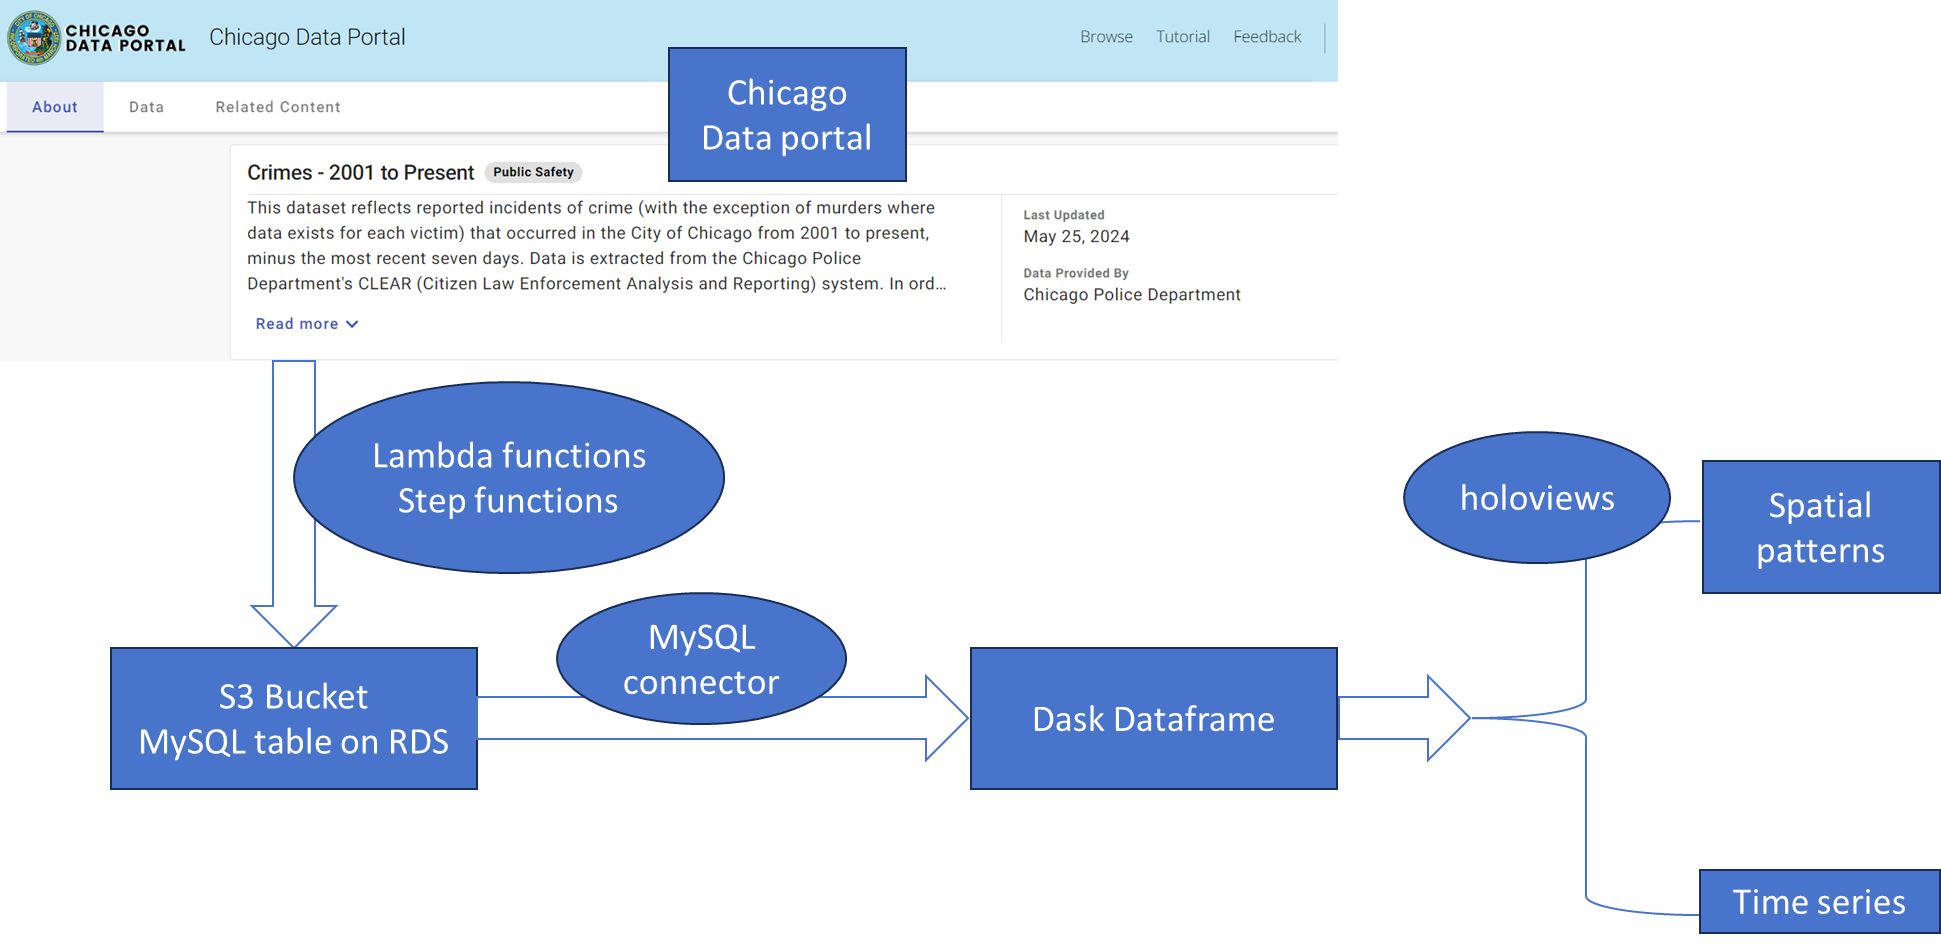 CHICAGO
DATA PORTAL
Chicago Data Portal
Browse Tutorial Feedback
About Data Related Content
Chicago
Data portal
Crimes - 2001 to Present Public Safety
This dataset reflects reported incidents of crime (with the exception of murders where
data exists for each victim) that occurred in the City of Chicago from 2001 to present,
minus the most recent seven days. Data is extracted from the Chicago Police
Department's CLEAR (Citizen Law Enforcement Analysis and Reporting) system. In ord...
Read more
Last Updated
May 25, 2024
Data Provided By
Chicago Police Department
Lambda functions
Step functions
holoviews
Spatial
patterns
MySQL
connector
S3 Bucket
MySQL table on RDS
Dask Dataframe
Time series